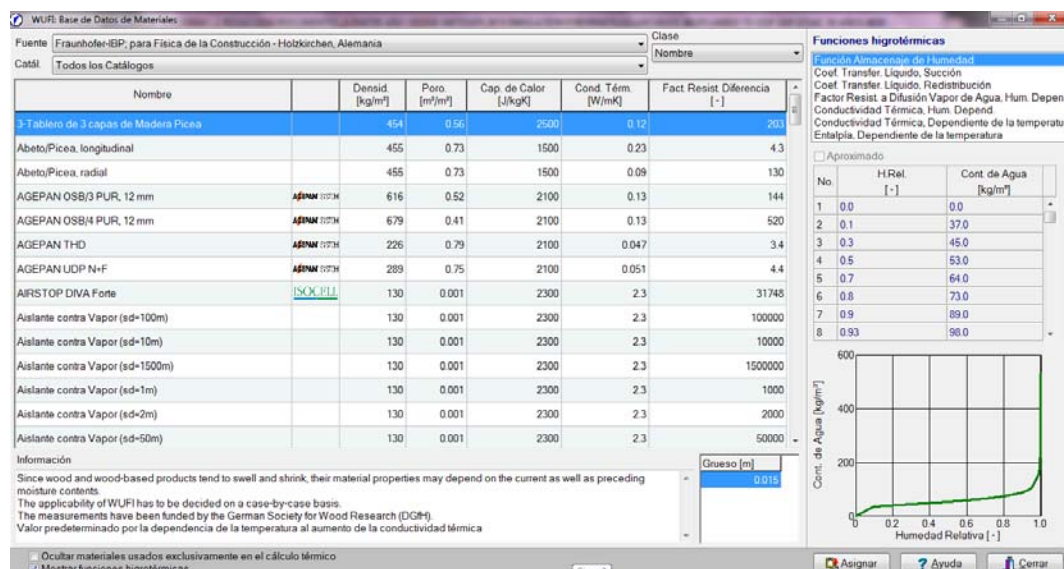 WUFI: Base de Datos de Materiales
Fuente Fraunhofer-IBP; para Física de la Construcción - Holzkirchen, Alemania
Clase
Nombre
Catál. Todos los Catálogos
Nombre Densid. [kg/m³] Poro. [m³/m³] Cap. de Calor [J/kgK] Cond. Térm. [W/mK] Fact. Resist. Diferencia [-]
3-Tablero de 3 capas de Madera Picea 454 0.56 2500 0.12 203
Abeto/Picea, longitudinal 455 0.73 1500 0.23 4.3
Abeto/Picea, radial 455 0.73 1500 0.09 130
AGEPAN OSB/3 PUR, 12 mm AGEPAN SYSTEM 616 0.52 2100 0.13 144
AGEPAN OSB/4 PUR, 12 mm AGEPAN SYSTEM 679 0.41 2100 0.13 520
AGEPAN THD AGEPAN SYSTEM 226 0.79 2100 0.047 3.4
AGEPAN UDP N+F AGEPAN SYSTEM 289 0.75 2100 0.051 4.4
AIRSTOP DIVA Forte ISOCELL 130 0.001 2300 2.3 31748
Aislante contra Vapor (sd=100m) 130 0.001 2300 2.3 100000
Aislante contra Vapor (sd=10m) 130 0.001 2300 2.3 10000
Aislante contra Vapor (sd=1500m) 130 0.001 2300 2.3 1500000
Aislante contra Vapor (sd=1m) 130 0.001 2300 2.3 1000
Aislante contra Vapor (sd=2m) 130 0.001 2300 2.3 2000
Aislante contra Vapor (sd=50m) 130 0.001 2300 2.3 50000
Información
Since wood and wood-based products tend to swell and shrink, their material properties may depend on the current as well as preceding
moisture contents.
The applicability of WUFI has to be decided on a case-by-case basis.
The measurements have been funded by the German Society for Wood Research (DGfH).
Valor predeterminado por la dependencia de la temperatura al aumento de la conductividad térmica
Grueso [m]
0.015
Ocultar materiales usados exclusivamente en el cálculo térmico
Mostrar funciones higrotérmicas
Funciones higrotérmicas
Función Almacenaje de Humedad
Coef. Transfer. Líquido, Succión
Coef. Transfer. Líquido, Redistribución
Factor Resist. a Difusión Vapor de Agua, Hum. Depen
Conductividad Térmica, Hum. Depend.
Conductividad Térmica, Dependiente de la temperatu
Entalpía, Dependiente de la temperatura
Aproximado
No. H.Rel. [-] Cont. de Agua [kg/m³]
1 0.0 0.0
2 0.1 37.0
3 0.3 45.0
4 0.5 53.0
5 0.7 64.0
6 0.8 73.0
7 0.9 89.0
8 0.93 98.0
Cont. de Agua [kg/m³]
600
400
200
0 0.2 0.4 0.6 0.8 1.0
Humedad Relativa [-]
Asignar ? Ayuda Cerrar